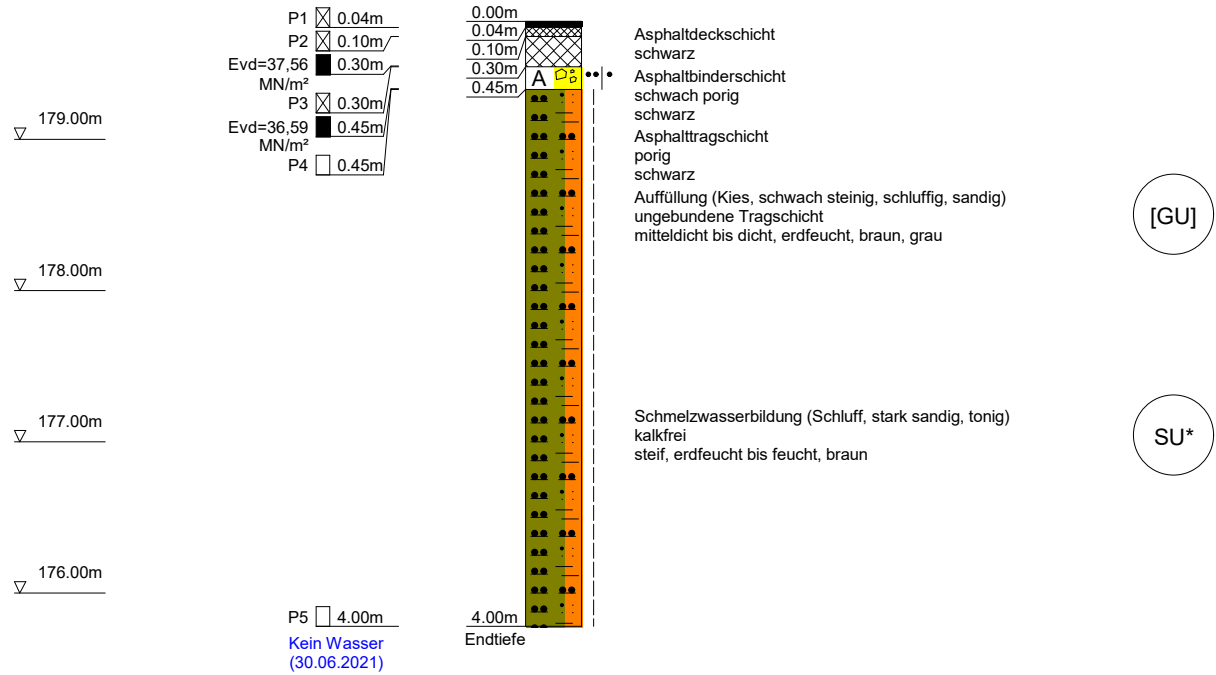 P1 0.04m
P2 0.10m
Evd=37,56 0.30m
MN/m²
P3 0.30m
Evd=36,59 0.45m
MN/m²
P4 0.45m
0.00m
0.04m
0.10m
0.30m
0.45m
A
Asphaltdeckschicht
schwarz
Asphaltbinderschicht
schwach porig
schwarz
Asphalttragschicht
porig
schwarz
Auffüllung (Kies, schwach steinig, schluffig, sandig)
ungebundene Tragschicht
mitteldicht bis dicht, erdfeucht, braun, grau
[GU]
179.00m
178.00m
177.00m
176.00m
Schmelzwasserbildung (Schluff, stark sandig, tonig)
kalkfrei
steif, erdfeucht bis feucht, braun
SU*
P5 4.00m
Kein Wasser
(30.06.2021)
4.00m
Endtiefe